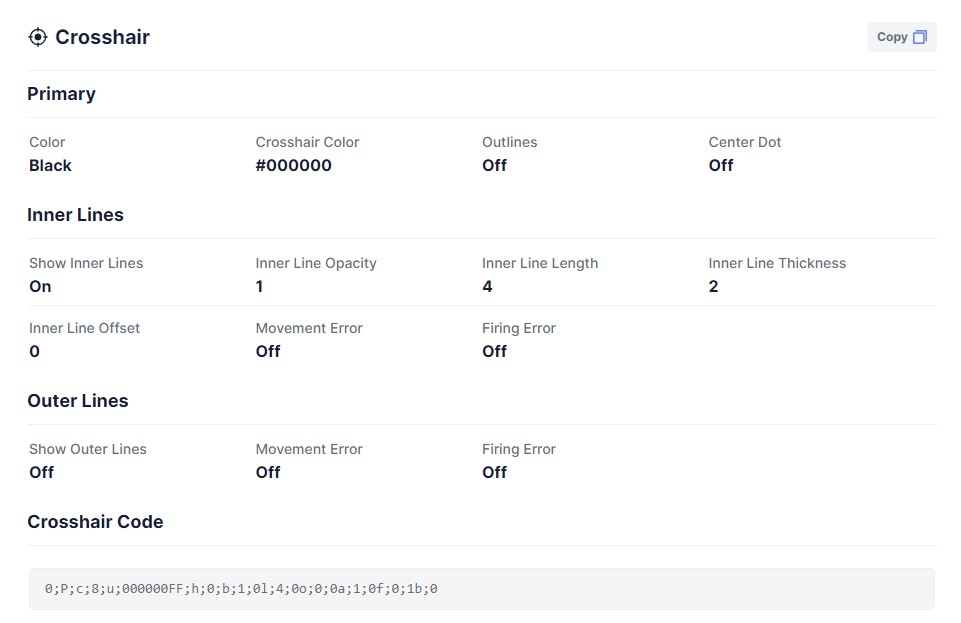 Crosshair
Copy
Primary
Color Crosshair Color Outlines Center Dot
Black #000000 Off Off
Inner Lines
Show Inner Lines Inner Line Opacity Inner Line Length Inner Line Thickness
On 1 4 2
Inner Line Offset Movement Error Firing Error
0 Off Off
Outer Lines
Show Outer Lines Movement Error Firing Error
Off Off Off
Crosshair Code
0;P;c;8;u;000000FF;h;0;b;1;0l;4;0o;0;0a;1;0f;0;1b;0